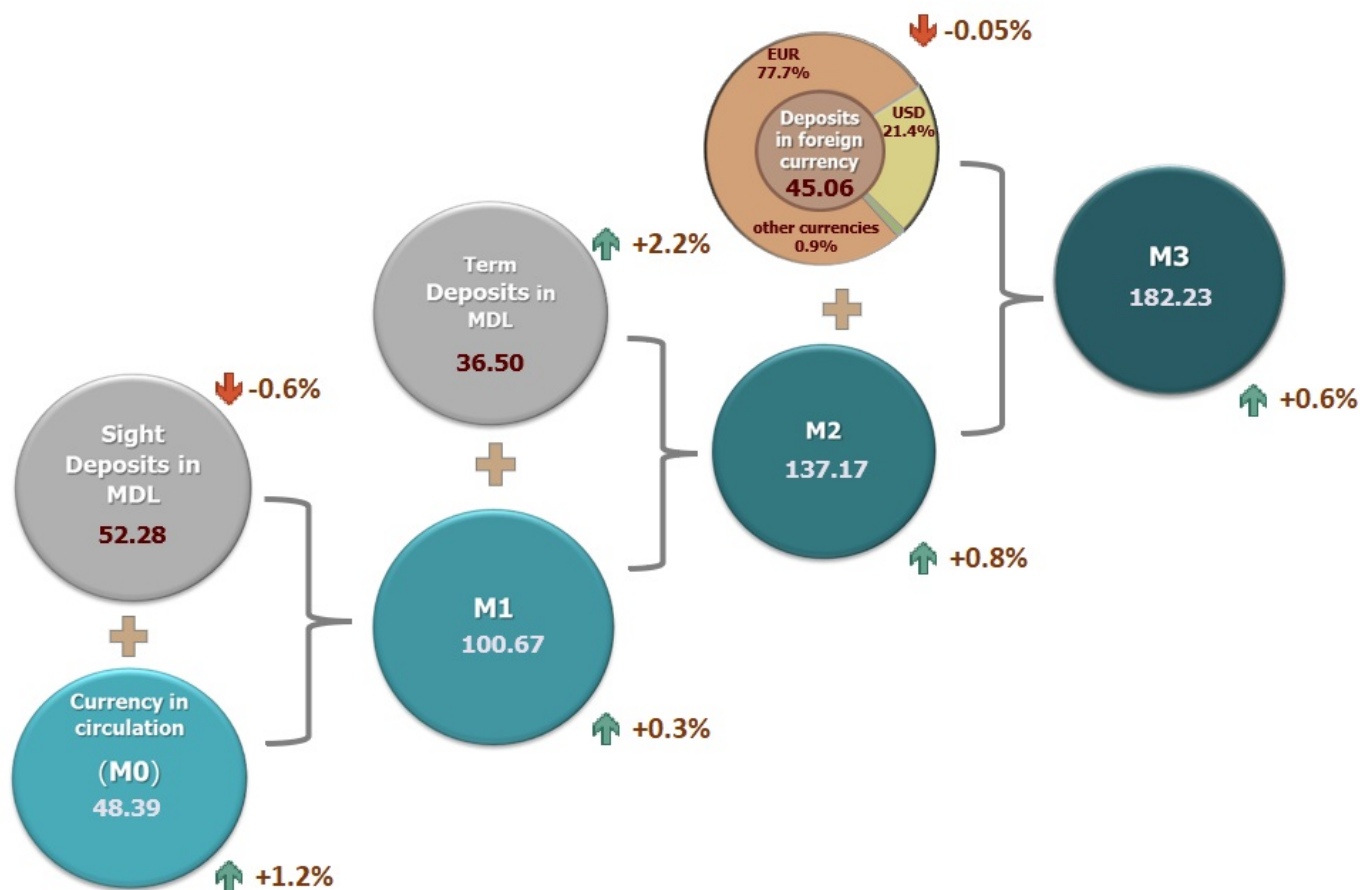 Sight
Deposits in
MDL
52.28
-0.6%
Currency in
circulation
(M0)
48.39
+1.2%
Term
Deposits in
MDL
36.50
+2.2%
M1
100.67
+0.3%
EUR
77.7%
USD
21.4%
other currencies
0.9%
Deposits
in foreign
currency
45.06
-0.05%
M2
137.17
+0.8%
M3
182.23
+0.6%